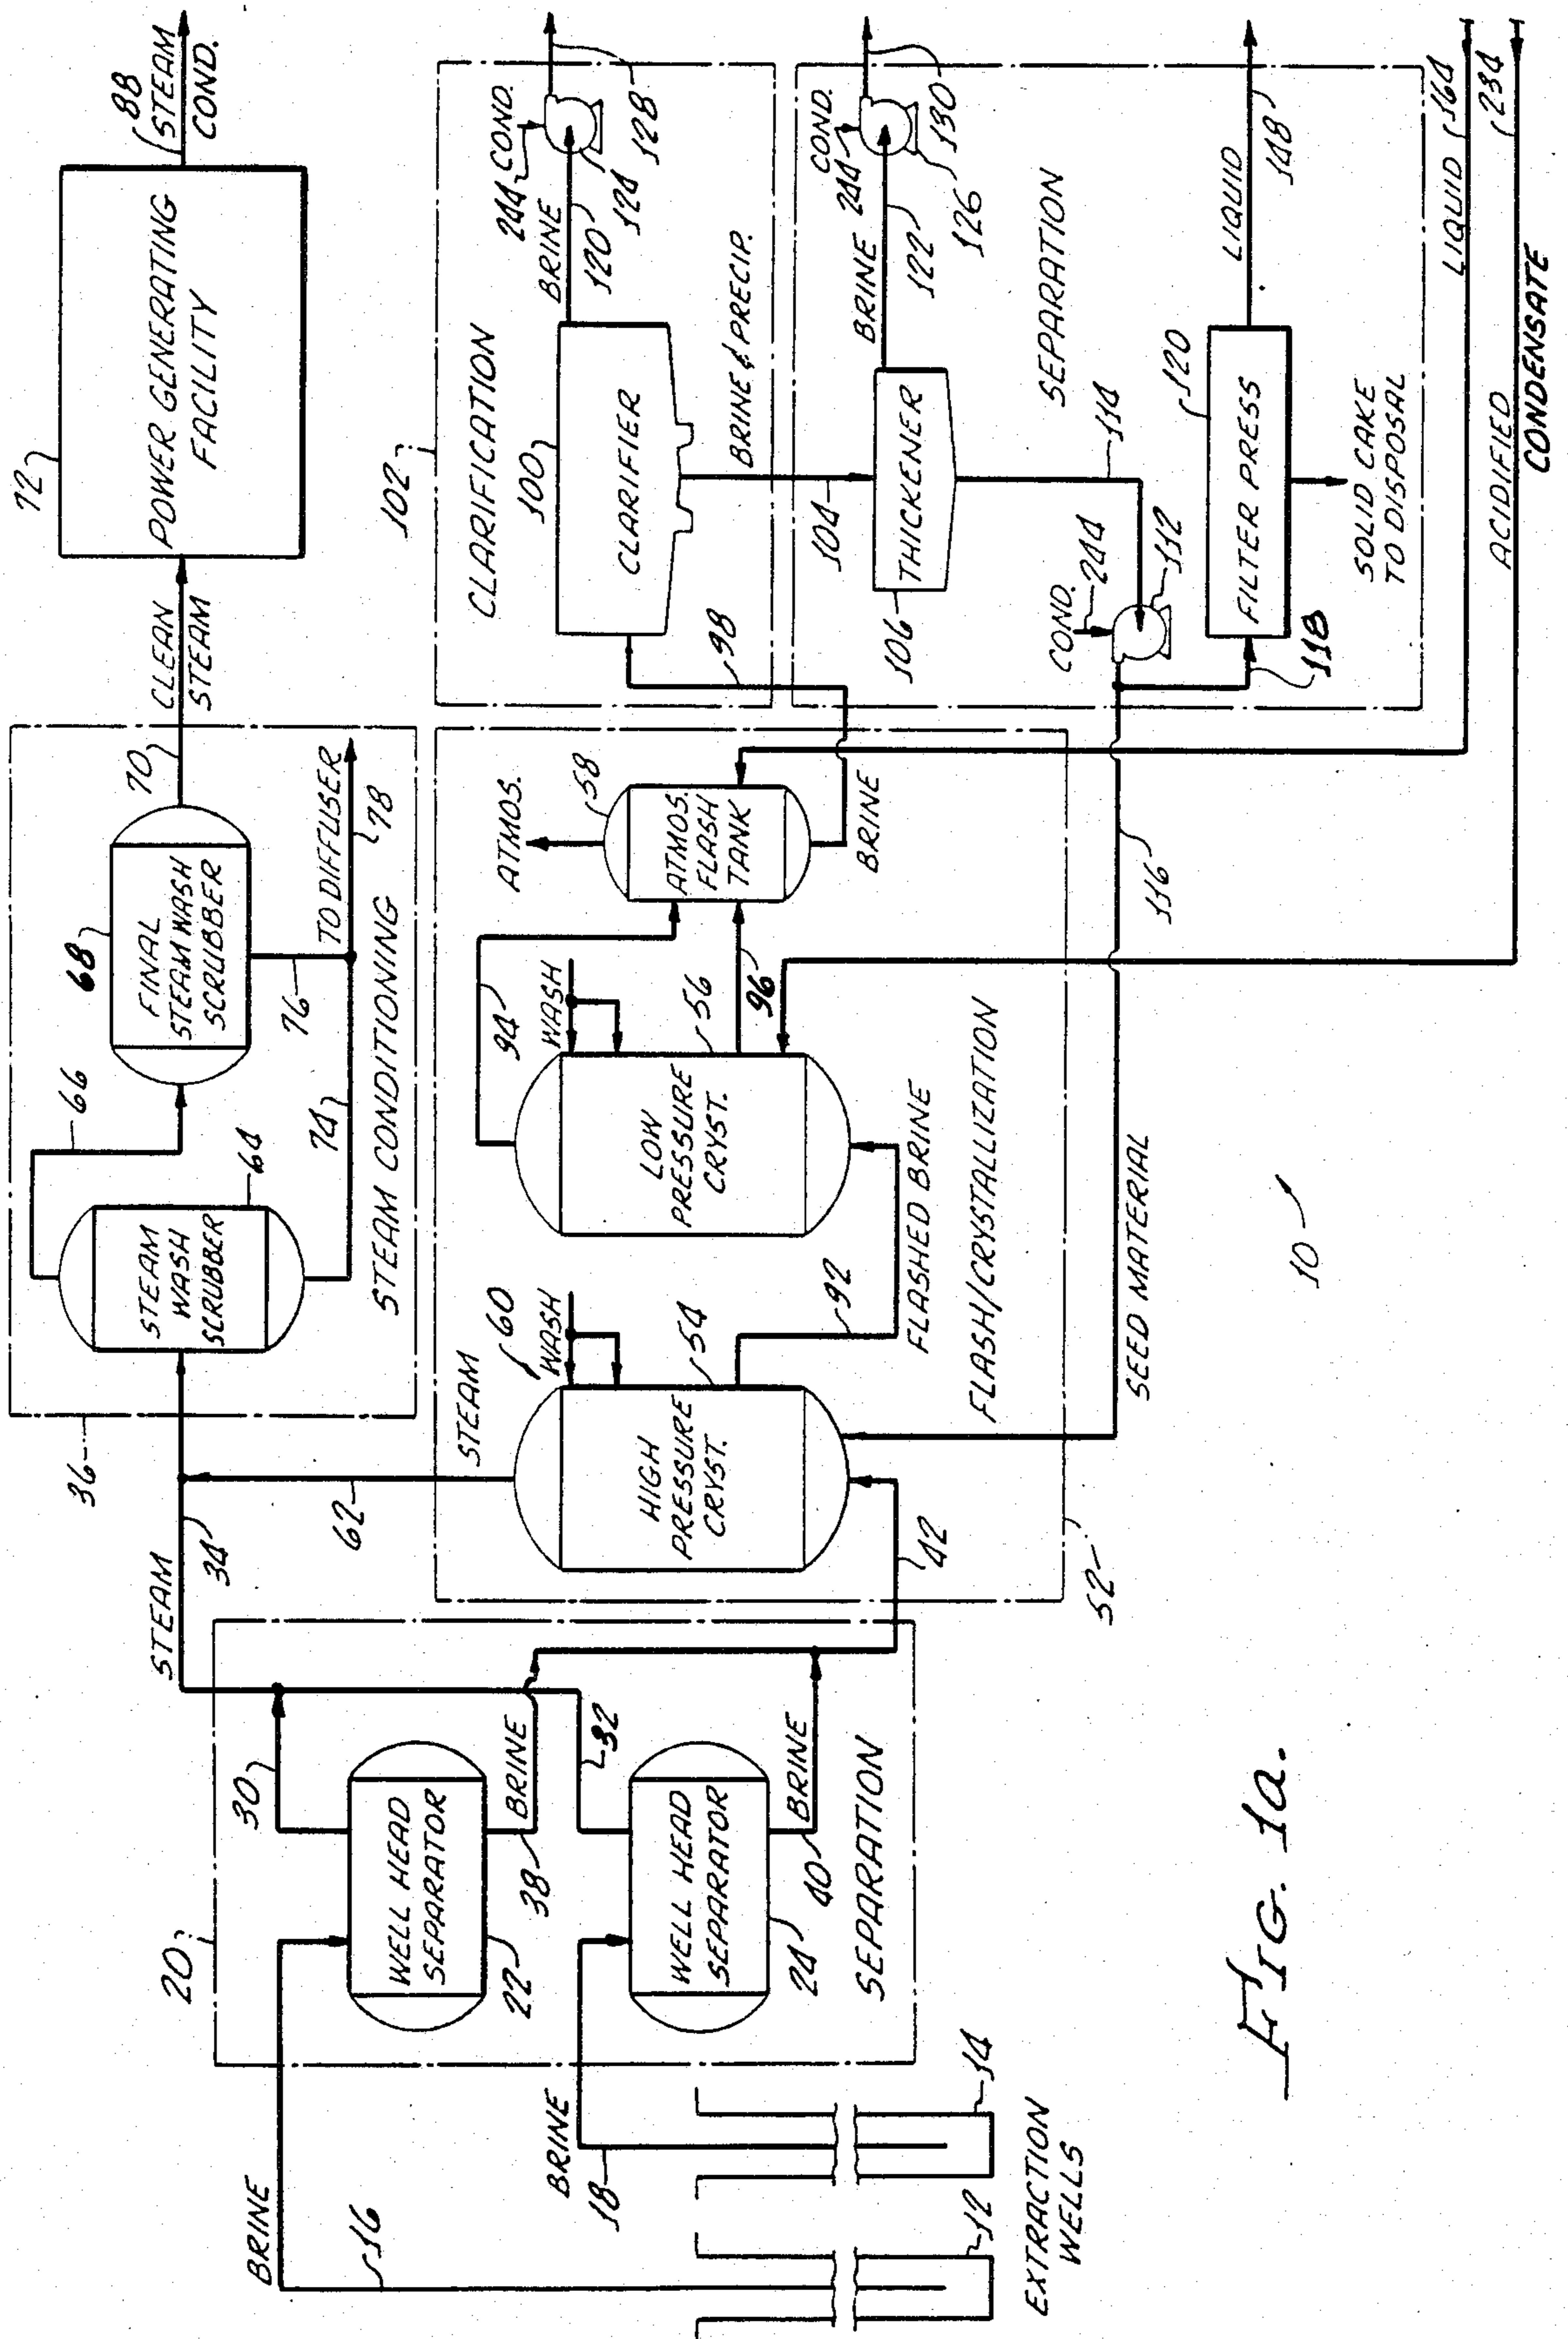 72
POWER GENERATING
FACILITY
88
STEAM
COND.
CLEAN
STEAM
70
68
FINAL
STEAM WASH
SCRUBBER
76
TO DIFFUSER
78
66
64
STEAM
WASH
SCRUBBER
74
STEAM CONDITIONING
36
STEAM
34
62
STEAM
60
WASH
HIGH
PRESSURE
CRYST.
54
92
FLASHED BRINE
42
52
94
WASH
LOW
PRESSURE
CRYST.
56
96
ATMOS.
58
ATMOS.
FLASH
TANK
BRINE
FLASH/CRYSTALLIZATION
SEED MATERIAL
116
102
CLARIFICATION
100
CLARIFIER
98
BRINE
120
244
COND.
124
128
BRINE & PRECIP.
104
106
THICKENER
BRINE
122
244
COND.
126
130
130
SEPARATION
114
COND.
244
112
118
FILTER PRESS
120
LIQUID
148
SOLID CAKE
TO DISPOSAL
LIQUID
164
ACIDIFIED
234
CONDENSATE
20
30
WELL HEAD
SEPARATOR
22
BRINE
38
32
WELL HEAD
SEPARATOR
24
BRINE
40
SEPARATION
BRINE
16
BRINE
18
12
14
EXTRACTION
WELLS
10
FIG. 1a.